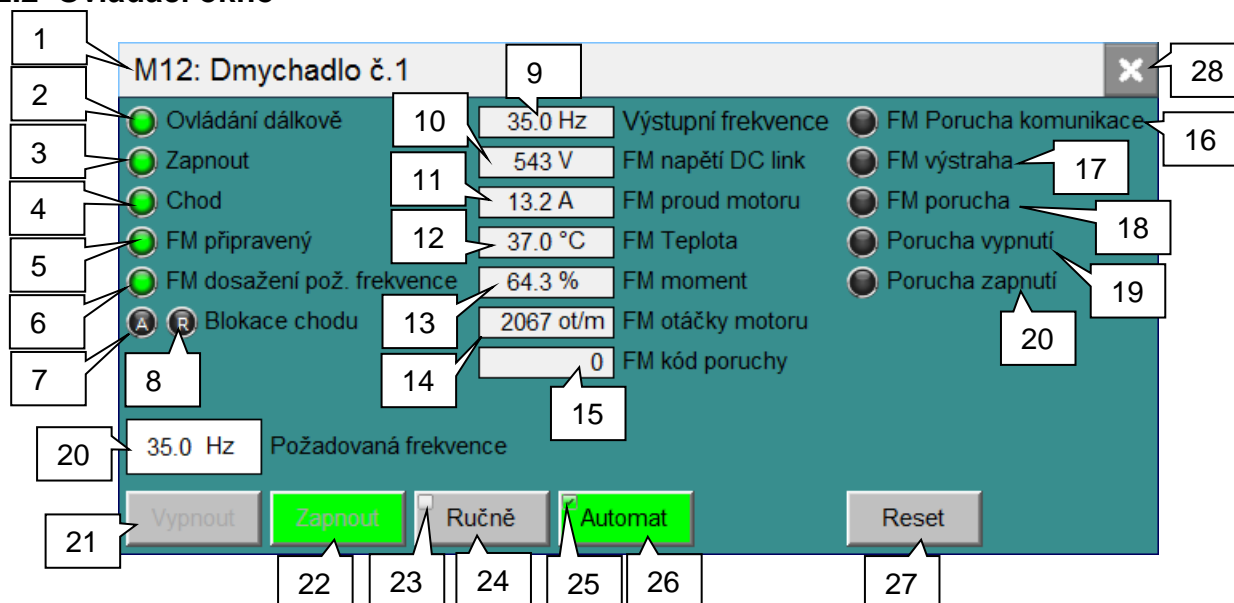 Ovládací okno
1
M12: Dmychadlo č.1
9
28
2
Ovládání dálkově
10
35.0 Hz Výstupní frekvence
FM Porucha komunikace
16
3
Zapnout
543 V FM napětí DC link
FM výstraha
17
4
Chod
11
13.2 A FM proud motoru
FM porucha
18
5
FM připravený
12
37.0 °C FM Teplota
Porucha vypnutí
19
6
FM dosažení pož. frekvence
64.3 % FM moment
Porucha zapnutí
20
7
A R Blokace chodu
8
13
2067 ot/m FM otáčky motoru
14
0 FM kód poruchy
15
20
35.0 Hz Požadovaná frekvence
Vypnout Zapnout Ručně Automat Reset
21
22 23 24 25 26 27